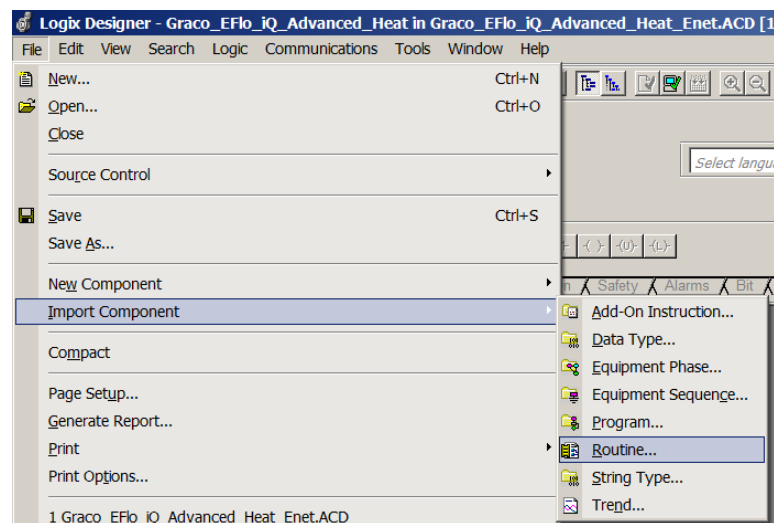 Logix Designer - Graco_EFlo_iQ_Advanced_Heat in Graco_EFlo_iQ_Advanced_Heat_Enet.ACD [1
File Edit View Search Logic Communications Tools Window Help
New... Ctrl+N
Open... Ctrl+O
Close
Select langu
Source Control
Save Ctrl+S
Save As...
-( )- -(U)- -(L)-
New Component
Safety Alarms Bit
Import Component
Add-On Instruction...
Data Type...
Compact
Equipment Phase...
Page Setup...
Equipment Sequence...
Generate Report...
Program...
Print
Routine...
Print Options...
String Type...
Trend...
1 Graco_EFlo_iQ_Advanced_Heat_Enet.ACD